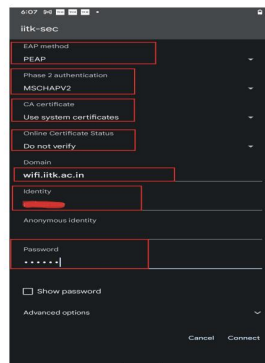 6:07
iitk-sec
EAP method
PEAP
Phase 2 authentication
MSCHAPV2
CA certificate
Use system certificates
Online Certificate Status
Do not verify
Domain
wifi.iitk.ac.in
Identity
Anonymous identity
Password
••••••
Show password
Advanced options
Cancel Connect